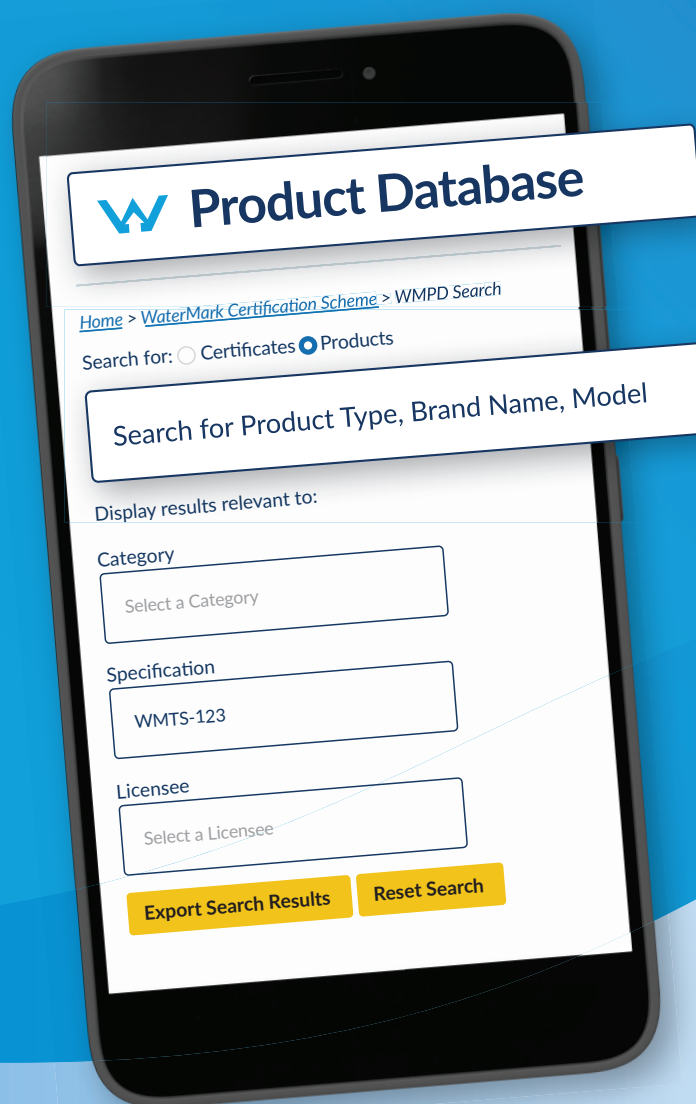 Product Database
Home > WaterMark Certification Scheme > WMPD Search
Search for: Certificates Products
Search for Product Type, Brand Name, Model
Display results relevant to:
Category
Select a Category
Specification
WMTS-123
Licensee
Select a Licensee
Export Search Results Reset Search